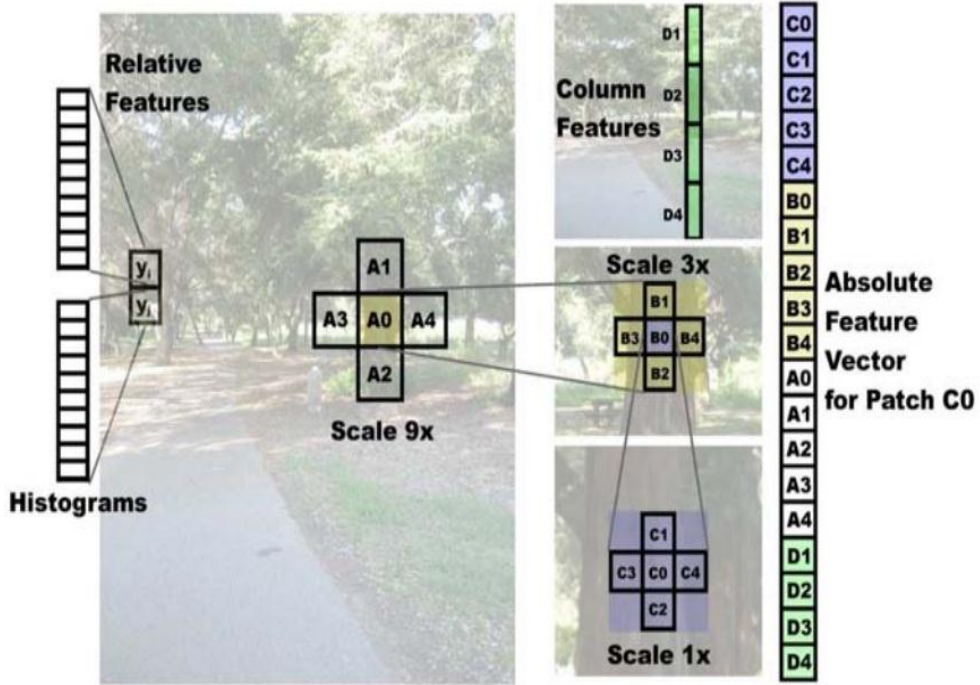 Relative
Features
y_i
y_i
Histograms
A1
A3 A0 A4
A2
Scale 9x
D1
Column
D2
Features
D3
D4
Scale 3x
B1
B3 B0 B4
B2
C1
C3 C0 C4
C2
Scale 1x
C0
C1
C2
C3
C4
B0
B1
B2
B3
B4
A0
A1
A2
A3
A4
D1
D2
D3
D4
Absolute
Feature
Vector
for Patch C0